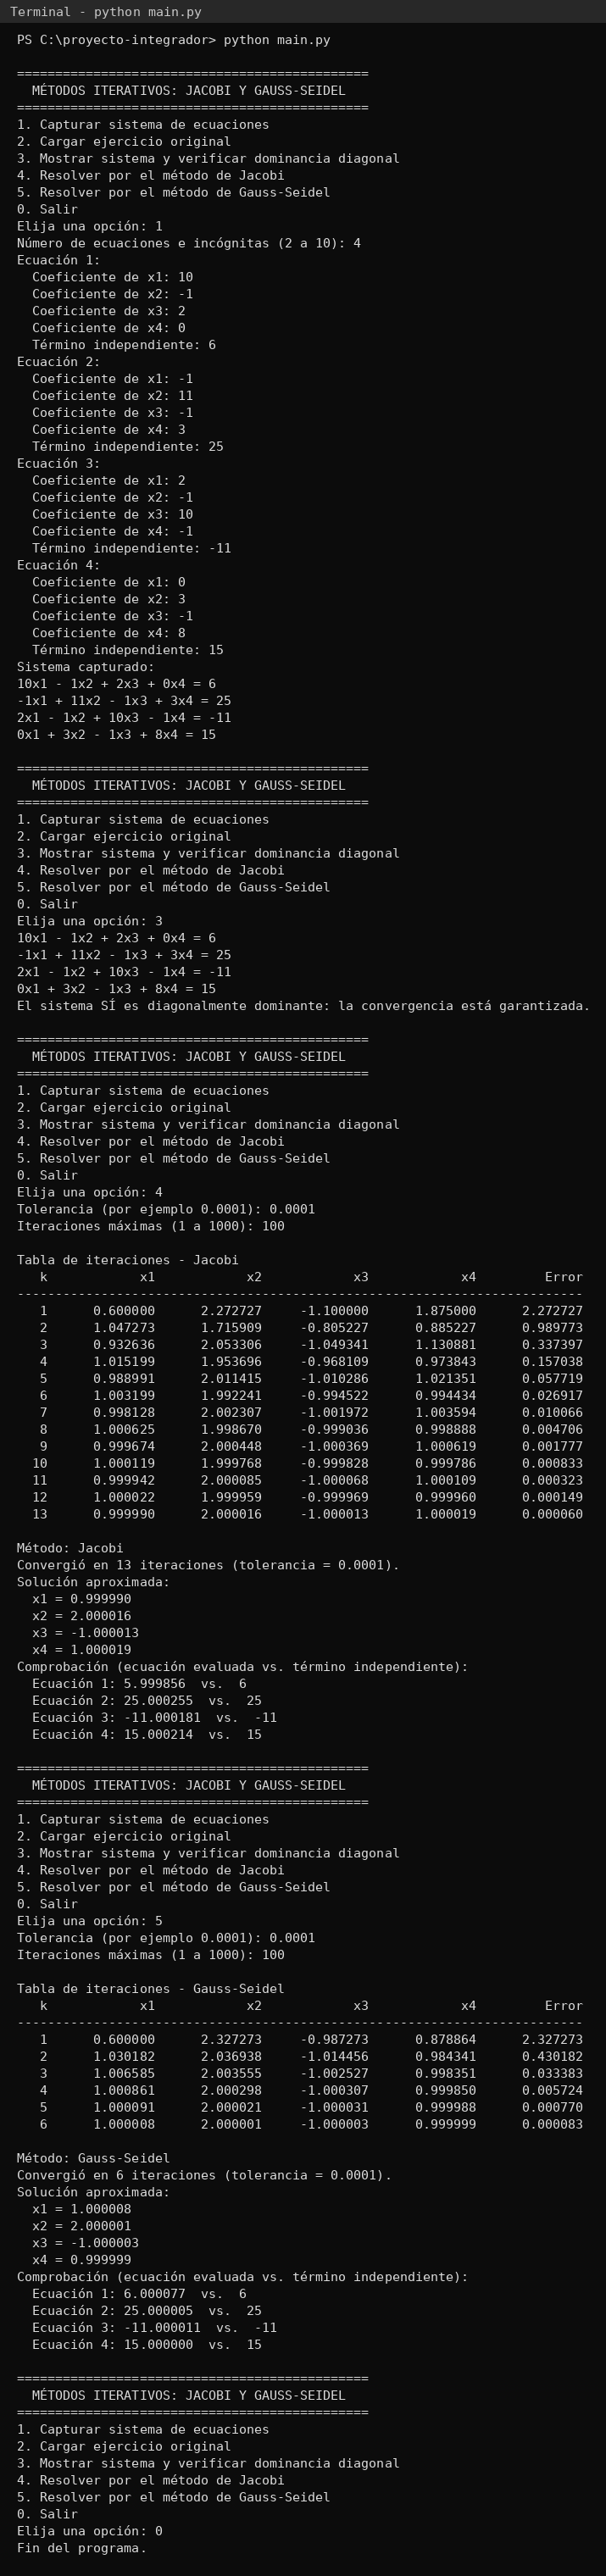 Terminal - python main.py
PS C:\proyecto-integrador> python main.py
==============================================
  MÉTODOS ITERATIVOS: JACOBI Y GAUSS-SEIDEL
==============================================
1. Capturar sistema de ecuaciones
2. Cargar ejercicio original
3. Mostrar sistema y verificar dominancia diagonal
4. Resolver por el método de Jacobi
5. Resolver por el método de Gauss-Seidel
0. Salir
Elija una opción: 1
Número de ecuaciones e incógnitas (2 a 10): 4
Ecuación 1:
  Coeficiente de x1: 10
  Coeficiente de x2: -1
  Coeficiente de x3: 2
  Coeficiente de x4: 0
  Término independiente: 6
Ecuación 2:
  Coeficiente de x1: -1
  Coeficiente de x2: 11
  Coeficiente de x3: -1
  Coeficiente de x4: 3
  Término independiente: 25
Ecuación 3:
  Coeficiente de x1: 2
  Coeficiente de x2: -1
  Coeficiente de x3: 10
  Coeficiente de x4: -1
  Término independiente: -11
Ecuación 4:
  Coeficiente de x1: 0
  Coeficiente de x2: 3
  Coeficiente de x3: -1
  Coeficiente de x4: 8
  Término independiente: 15
Sistema capturado:
10x1 - 1x2 + 2x3 + 0x4 = 6
-1x1 + 11x2 - 1x3 + 3x4 = 25
2x1 - 1x2 + 10x3 - 1x4 = -11
0x1 + 3x2 - 1x3 + 8x4 = 15
==============================================
  MÉTODOS ITERATIVOS: JACOBI Y GAUSS-SEIDEL
==============================================
1. Capturar sistema de ecuaciones
2. Cargar ejercicio original
3. Mostrar sistema y verificar dominancia diagonal
4. Resolver por el método de Jacobi
5. Resolver por el método de Gauss-Seidel
0. Salir
Elija una opción: 3
10x1 - 1x2 + 2x3 + 0x4 = 6
-1x1 + 11x2 - 1x3 + 3x4 = 25
2x1 - 1x2 + 10x3 - 1x4 = -11
0x1 + 3x2 - 1x3 + 8x4 = 15
El sistema SÍ es diagonalmente dominante: la convergencia está garantizada.
==============================================
  MÉTODOS ITERATIVOS: JACOBI Y GAUSS-SEIDEL
==============================================
1. Capturar sistema de ecuaciones
2. Cargar ejercicio original
3. Mostrar sistema y verificar dominancia diagonal
4. Resolver por el método de Jacobi
5. Resolver por el método de Gauss-Seidel
0. Salir
Elija una opción: 4
Tolerancia (por ejemplo 0.0001): 0.0001
Iteraciones máximas (1 a 1000): 100
Tabla de iteraciones - Jacobi
   k            x1            x2            x3            x4         Error
--------------------------------------------------------------------------
   1      0.600000      2.272727     -1.100000      1.875000      2.272727
   2      1.047273      1.715909     -0.805227      0.885227      0.989773
   3      0.932636      2.053306     -1.049341      1.130881      0.337397
   4      1.015199      1.953696     -0.968109      0.973843      0.157038
   5      0.988991      2.011415     -1.010286      1.021351      0.057719
   6      1.003199      1.992241     -0.994522      0.994434      0.026917
   7      0.998128      2.002307     -1.001972      1.003594      0.010066
   8      1.000625      1.998670     -0.999036      0.998888      0.004706
   9      0.999674      2.000448     -1.000369      1.000619      0.001777
  10      1.000119      1.999768     -0.999828      0.999786      0.000833
  11      0.999942      2.000085     -1.000068      1.000109      0.000323
  12      1.000022      1.999959     -0.999969      0.999960      0.000149
  13      0.999990      2.000016     -1.000013      1.000019      0.000060
Método: Jacobi
Convergió en 13 iteraciones (tolerancia = 0.0001).
Solución aproximada:
  x1 = 0.999990
  x2 = 2.000016
  x3 = -1.000013
  x4 = 1.000019
Comprobación (ecuación evaluada vs. término independiente):
  Ecuación 1: 5.999856  vs.  6
  Ecuación 2: 25.000255  vs.  25
  Ecuación 3: -11.000181  vs.  -11
  Ecuación 4: 15.000214  vs.  15
==============================================
  MÉTODOS ITERATIVOS: JACOBI Y GAUSS-SEIDEL
==============================================
1. Capturar sistema de ecuaciones
2. Cargar ejercicio original
3. Mostrar sistema y verificar dominancia diagonal
4. Resolver por el método de Jacobi
5. Resolver por el método de Gauss-Seidel
0. Salir
Elija una opción: 5
Tolerancia (por ejemplo 0.0001): 0.0001
Iteraciones máximas (1 a 1000): 100
Tabla de iteraciones - Gauss-Seidel
   k            x1            x2            x3            x4         Error
--------------------------------------------------------------------------
   1      0.600000      2.327273     -0.987273      0.878864      2.327273
   2      1.030182      2.036938     -1.014456      0.984341      0.430182
   3      1.006585      2.003555     -1.002527      0.998351      0.033383
   4      1.000861      2.000298     -1.000307      0.999850      0.005724
   5      1.000091      2.000021     -1.000031      0.999988      0.000770
   6      1.000008      2.000001     -1.000003      0.999999      0.000083
Método: Gauss-Seidel
Convergió en 6 iteraciones (tolerancia = 0.0001).
Solución aproximada:
  x1 = 1.000008
  x2 = 2.000001
  x3 = -1.000003
  x4 = 0.999999
Comprobación (ecuación evaluada vs. término independiente):
  Ecuación 1: 6.000077  vs.  6
  Ecuación 2: 25.000005  vs.  25
  Ecuación 3: -11.000011  vs.  -11
  Ecuación 4: 15.000000  vs.  15
==============================================
  MÉTODOS ITERATIVOS: JACOBI Y GAUSS-SEIDEL
==============================================
1. Capturar sistema de ecuaciones
2. Cargar ejercicio original
3. Mostrar sistema y verificar dominancia diagonal
4. Resolver por el método de Jacobi
5. Resolver por el método de Gauss-Seidel
0. Salir
Elija una opción: 0
Fin del programa.